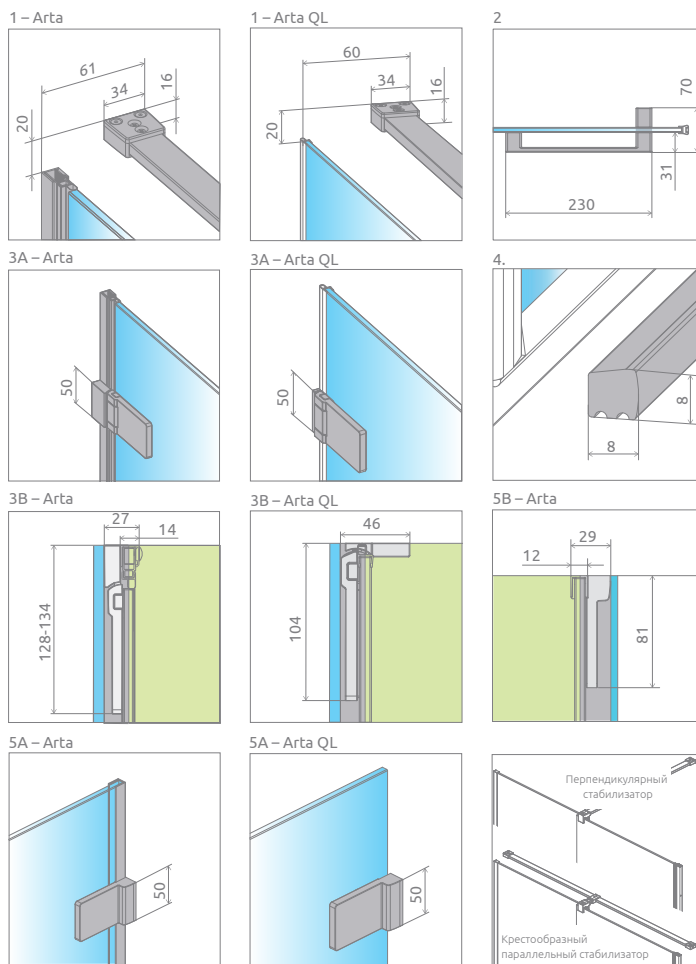 1 – Arta
61
34
16
20
1 – Arta QL
60
34
16
20
2
70
31
230
3A – Arta
50
3A – Arta QL
50
4.
8
8
3B – Arta
27
14
128-134
3B – Arta QL
46
104
5B – Arta
29
12
81
5A – Arta
50
5A – Arta QL
50
Перпендикулярный
стабилизатор
Крестообразный
параллельный стабилизатор